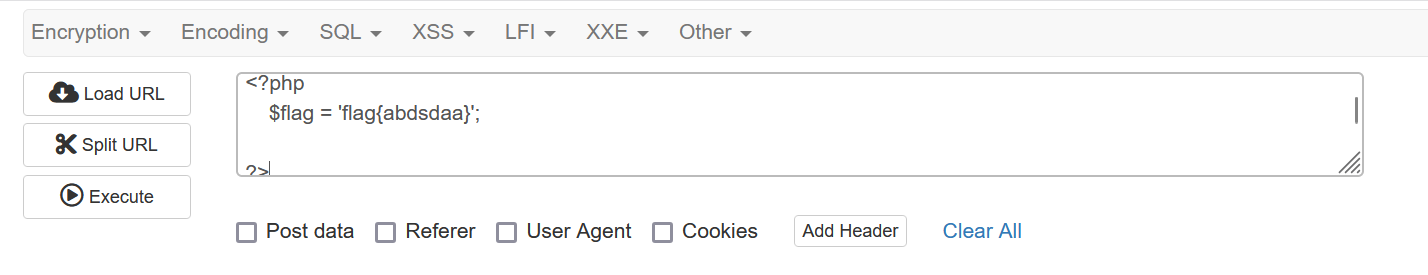 Encryption Encoding SQL XSS LFI XXE Other
Load URL
Split URL
Execute
<?php
$flag = 'flag{abdsdaa}';
?>
Post data Referer User Agent Cookies Add Header Clear All